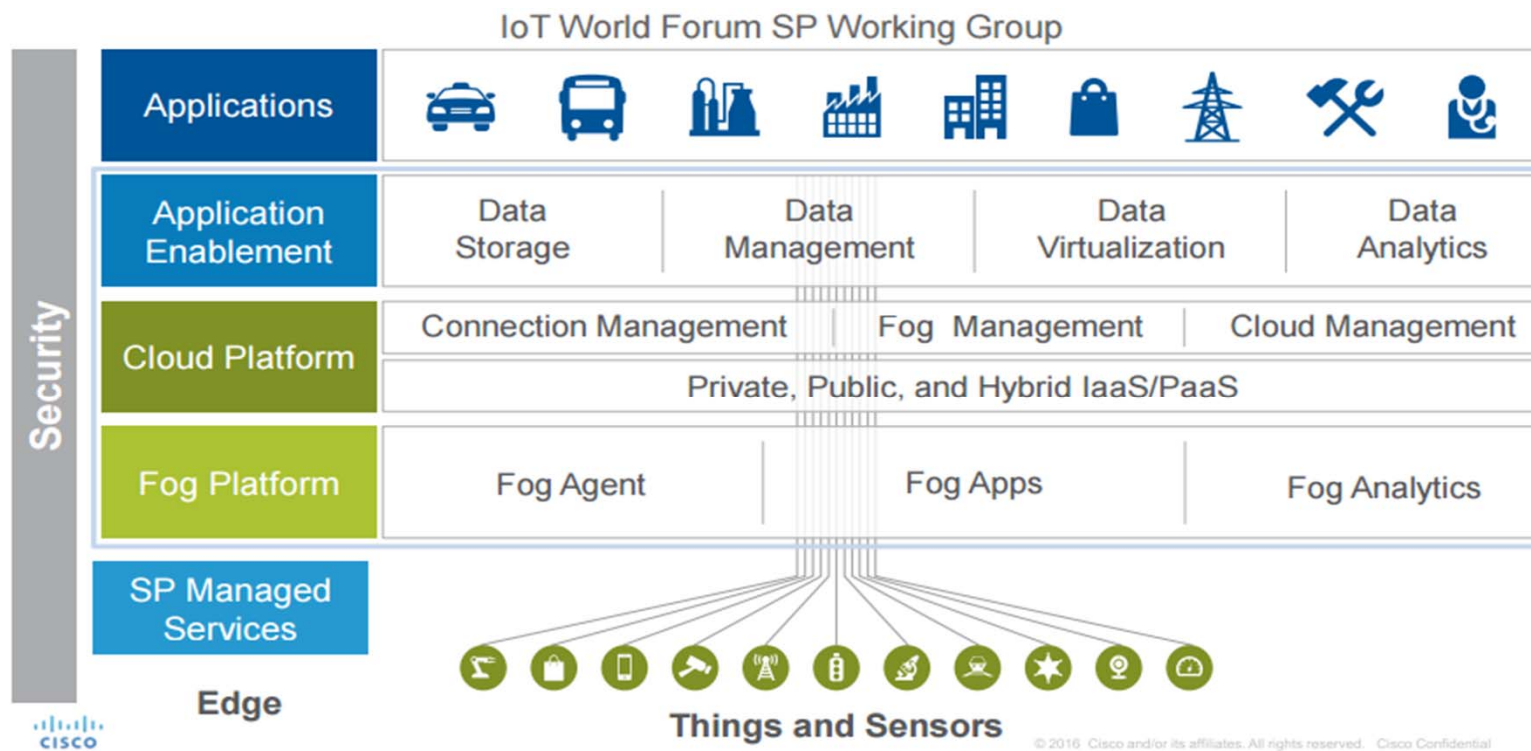 IoT World Forum SP Working Group
Security
Applications
Application
Enablement
Data
Storage
Data
Management
Data
Virtualization
Data
Analytics
Cloud Platform
Connection Management
Fog Management
Cloud Management
Private, Public, and Hybrid IaaS/PaaS
Fog Platform
Fog Agent
Fog Apps
Fog Analytics
SP Managed
Services
Edge
Things and Sensors
CISCO
© 2016 Cisco and/or its affiliates. All rights reserved. Cisco Confidential